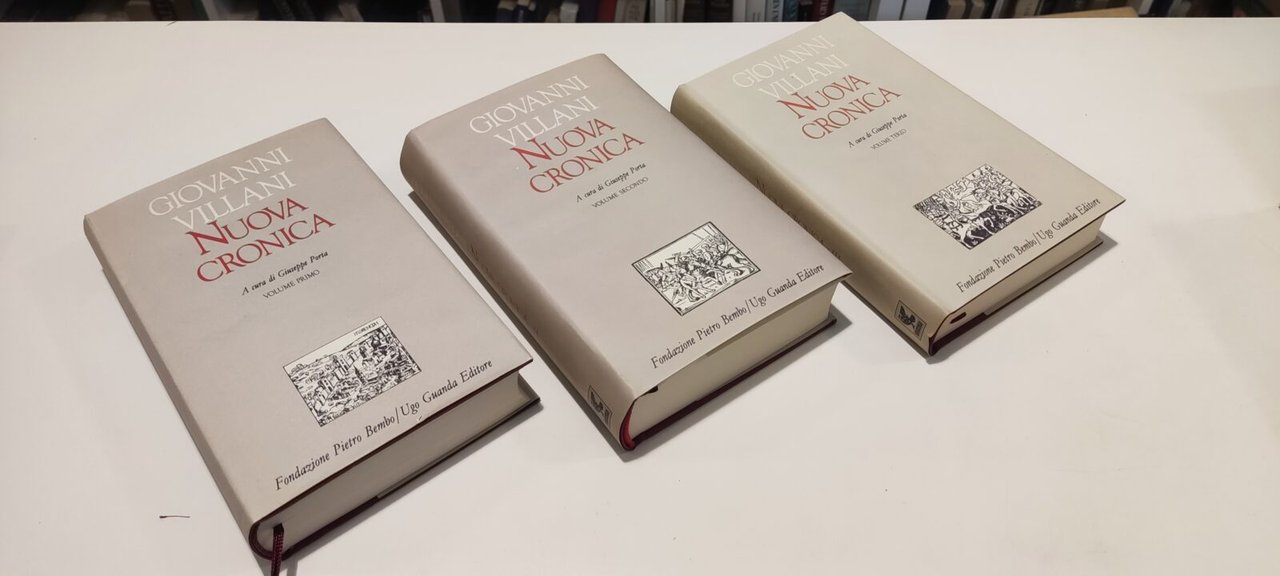 GIOVANNI
VILLANI
NUOVA
CRONICA
A cura di Giuseppe Porta
VOLUME PRIMO
Fondazione Pietro Bembo/Ugo Guanda Editore
GIOVANNI
VILLANI
NUOVA
CRONICA
A cura di Giuseppe Porta
VOLUME SECONDO
Fondazione Pietro Bembo/Ugo Guanda Editore
GIOVANNI
VILLANI
NUOVA
CRONICA
A cura di Giuseppe Porta
VOLUME TERZO
Fondazione Pietro Bembo/Ugo Guanda Editore